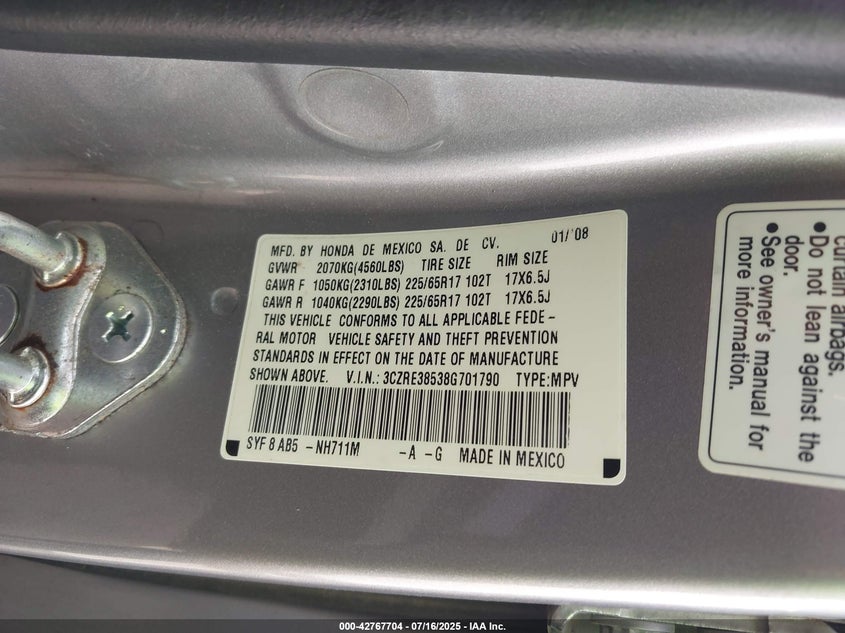 MFD. BY HONDA DE MEXICO SA. DE CV. 01/'08
GVWR 2070KG(4560LBS) TIRE SIZE RIM SIZE
GAWR F 1050KG(2310LBS) 225/65R17 102T 17X6.5J
GAWR R 1040KG(2290LBS) 225/65R17 102T 17X6.5J
THIS VEHICLE CONFORMS TO ALL APPLICABLE FEDE-
RAL MOTOR VEHICLE SAFETY AND THEFT PREVENTION
STANDARDS IN EFFECT ON THE DATE OF MANUFACTURE
SHOWN ABOVE. V.I.N.: 3CZRE38538G701790 TYPE:MPV
SYF 8 AB5 -NH711M -A -G MADE IN MEXICO
curtain airbags.
• Do not lean against the
door.
• See owner's manual for
more information.
000-42767704 - 07/16/2025 - IAA Inc.